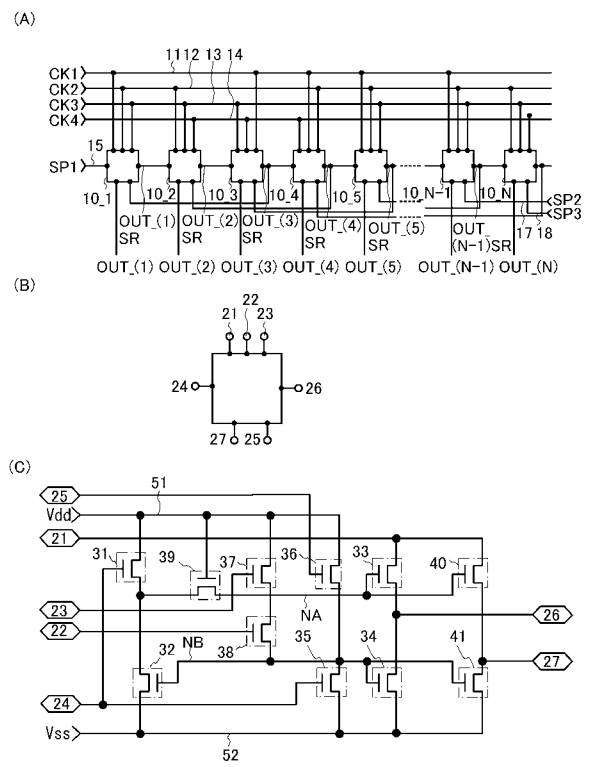 (A)
11 12 13 14
CK1
CK2
CK3
CK4
15
SP1
10_1 10_2 10_3 10_4 10_5 10_N-1 10_N
SP2
SP3
OUT_(1) SR
OUT_(2) SR
OUT_(3) SR
OUT_(4) SR
OUT_(5) SR
OUT_(N-1)SR
17 18
OUT_(1) OUT_(2) OUT_(3) OUT_(4) OUT_(5) OUT_(N-1) OUT_(N)
(B)
22
21 23
24 26
27 25
(C)
25 51
Vdd
21
31 39 37 36 33 40
23 NA 26
22
NB 38 35 34 41
32 27
24
Vss
52